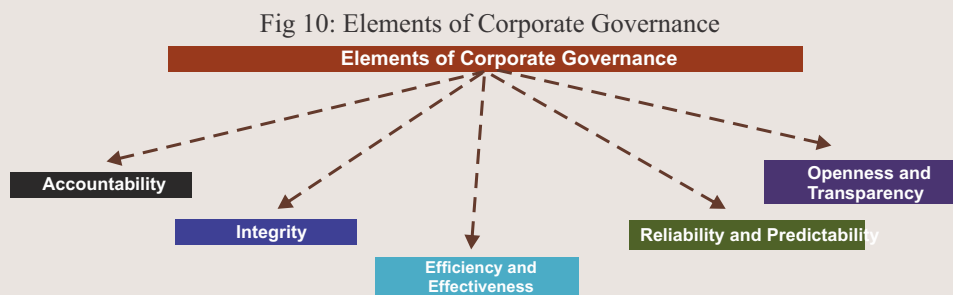 Fig 10: Elements of Corporate Governance
Elements of Corporate Governance
Accountability
Integrity
Efficiency and
Effectiveness
Reliability and Predictability
Openness and
Transparency